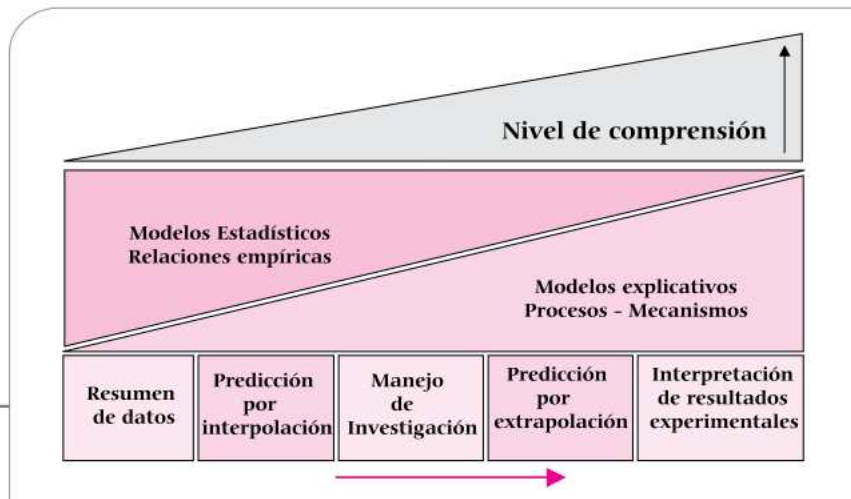 Nivel de comprensión
Modelos Estadísticos
Relaciones empíricas
Modelos explicativos
Procesos – Mecanismos
Resumen
de datos
Predicción
por
interpolación
Manejo
de
Investigación
Predicción
por
extrapolación
Interpretación
de resultados
experimentales